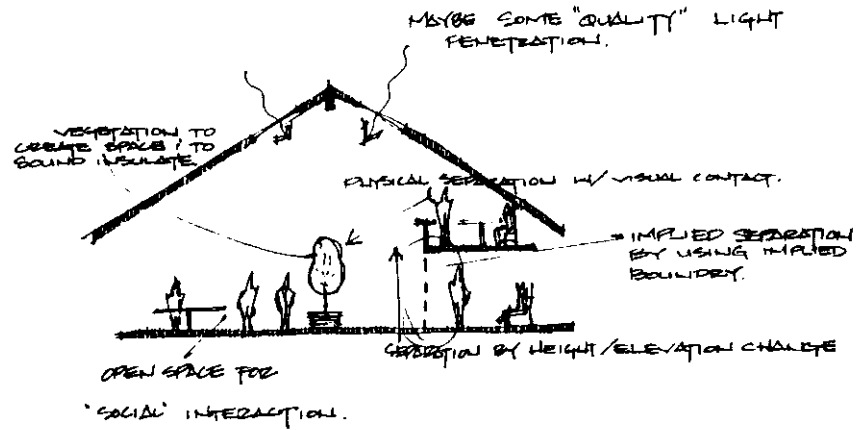 MAYBE SOME "QUALITY" LIGHT
PENETRATION.
VEGETATION TO
CREATE SPACE & TO
SOUND INSULATE
PHYSICAL SEPARATION W/ VISUAL CONTACT.
IMPLIED SEPARATION
BY USING IMPLIED
BOUNDRY.
SEPARATION BY HEIGHT/ELEVATION CHANGE
OPEN SPACE FOR
'SOCIAL' INTERACTION.